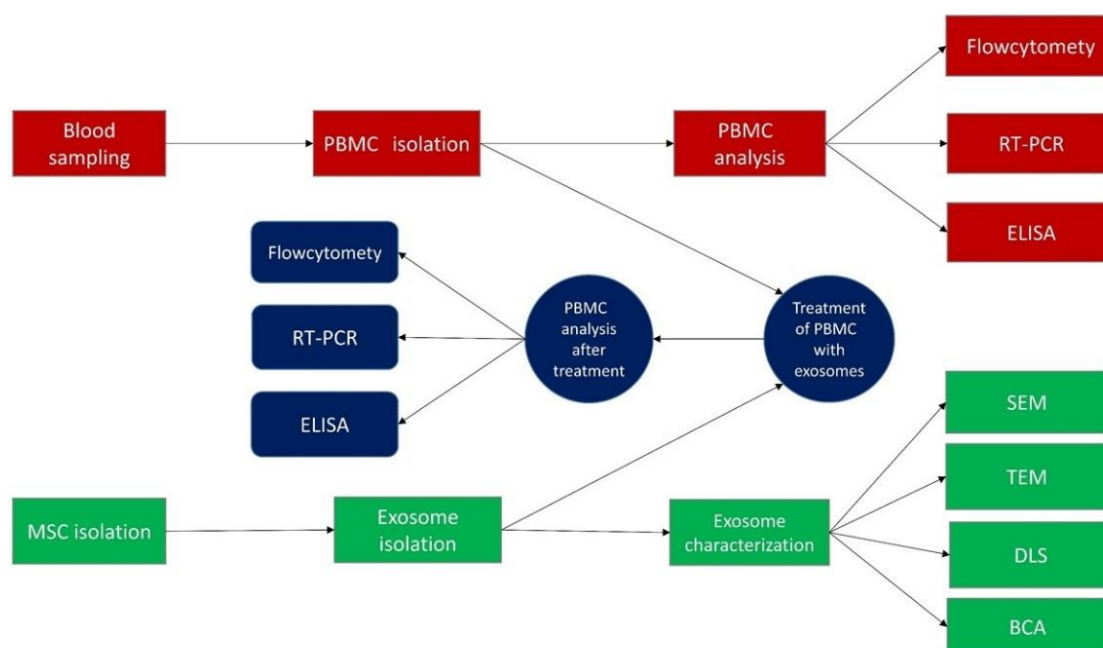 Flowcytomety
Blood
sampling
PBMC isolation
PBMC
analysis
RT-PCR
ELISA
Flowcytomety
RT-PCR
ELISA
PBMC
analysis
after
treatment
Treatment
of PBMC
with
exosomes
MSC isolation
Exosome
isolation
Exosome
characterization
SEM
TEM
DLS
BCA